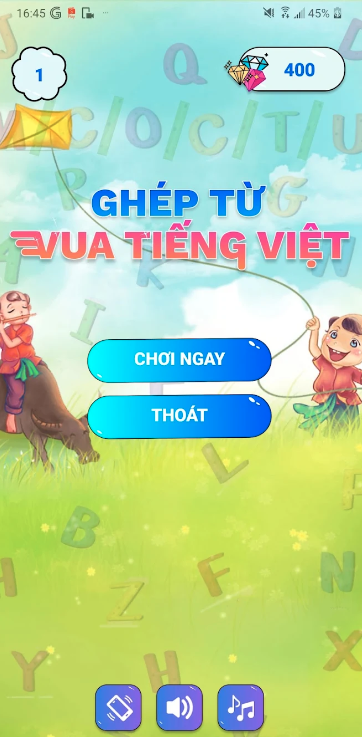 16:45
45%
1
400
GHÉP TỪ
VUA TIẾNG VIỆT
CHƠI NGAY
THOÁT
J
Q
/C/O/C/T/U
P
G
A
K
I
L
B
H
F
N
Z
Y
H
X